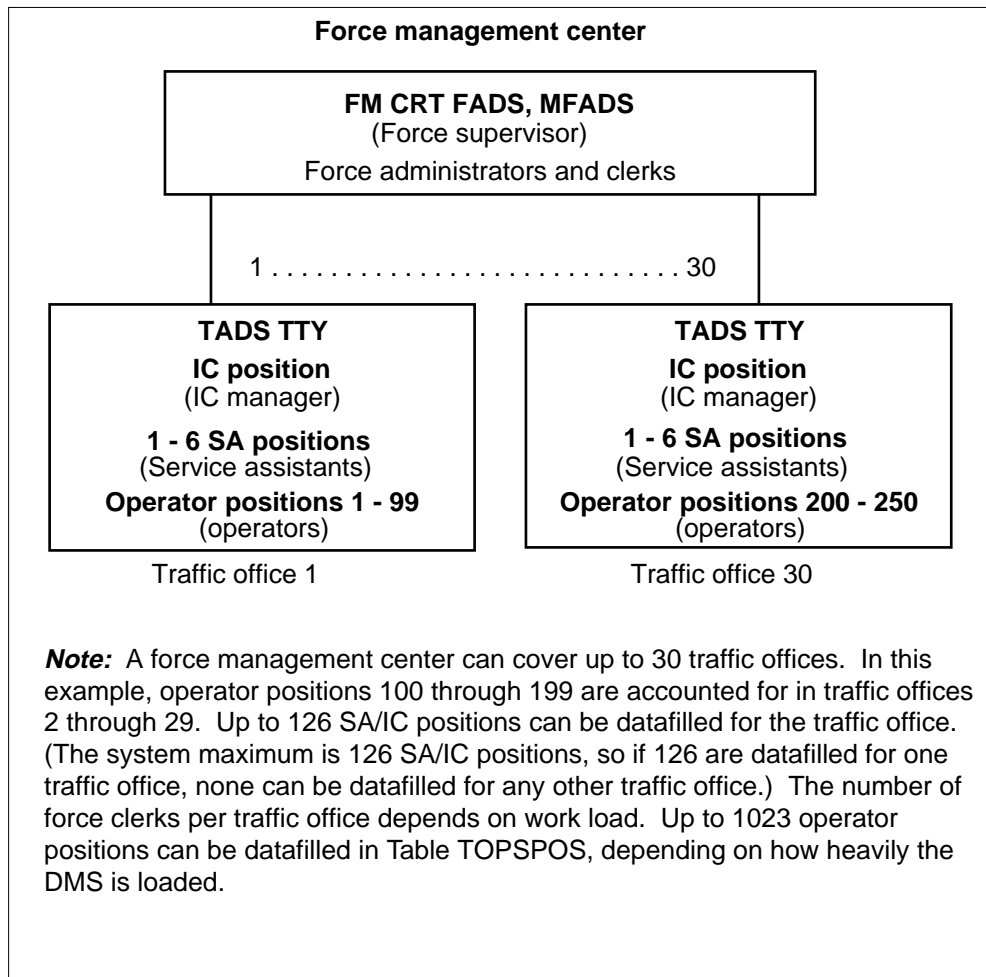 Force management center
FM CRT FADS, MFADS
(Force supervisor)
Force administrators and clerks
1 . . . . . . . . . . . . . . . . . . . . . . . . . . . . 30
TADS TTY
IC position
(IC manager)
1 - 6 SA positions
(Service assistants)
Operator positions 1 - 99
(operators)
Traffic office 1
TADS TTY
IC position
(IC manager)
1 - 6 SA positions
(Service assistants)
Operator positions 200 - 250
(operators)
Traffic office 30
Note: A force management center can cover up to 30 traffic offices. In this
example, operator positions 100 through 199 are accounted for in traffic offices
2 through 29. Up to 126 SA/IC positions can be datafilled for the traffic office.
(The system maximum is 126 SA/IC positions, so if 126 are datafilled for one
traffic office, none can be datafilled for any other traffic office.) The number of
force clerks per traffic office depends on work load. Up to 1023 operator
positions can be datafilled in Table TOPSPOS, depending on how heavily the
DMS is loaded.